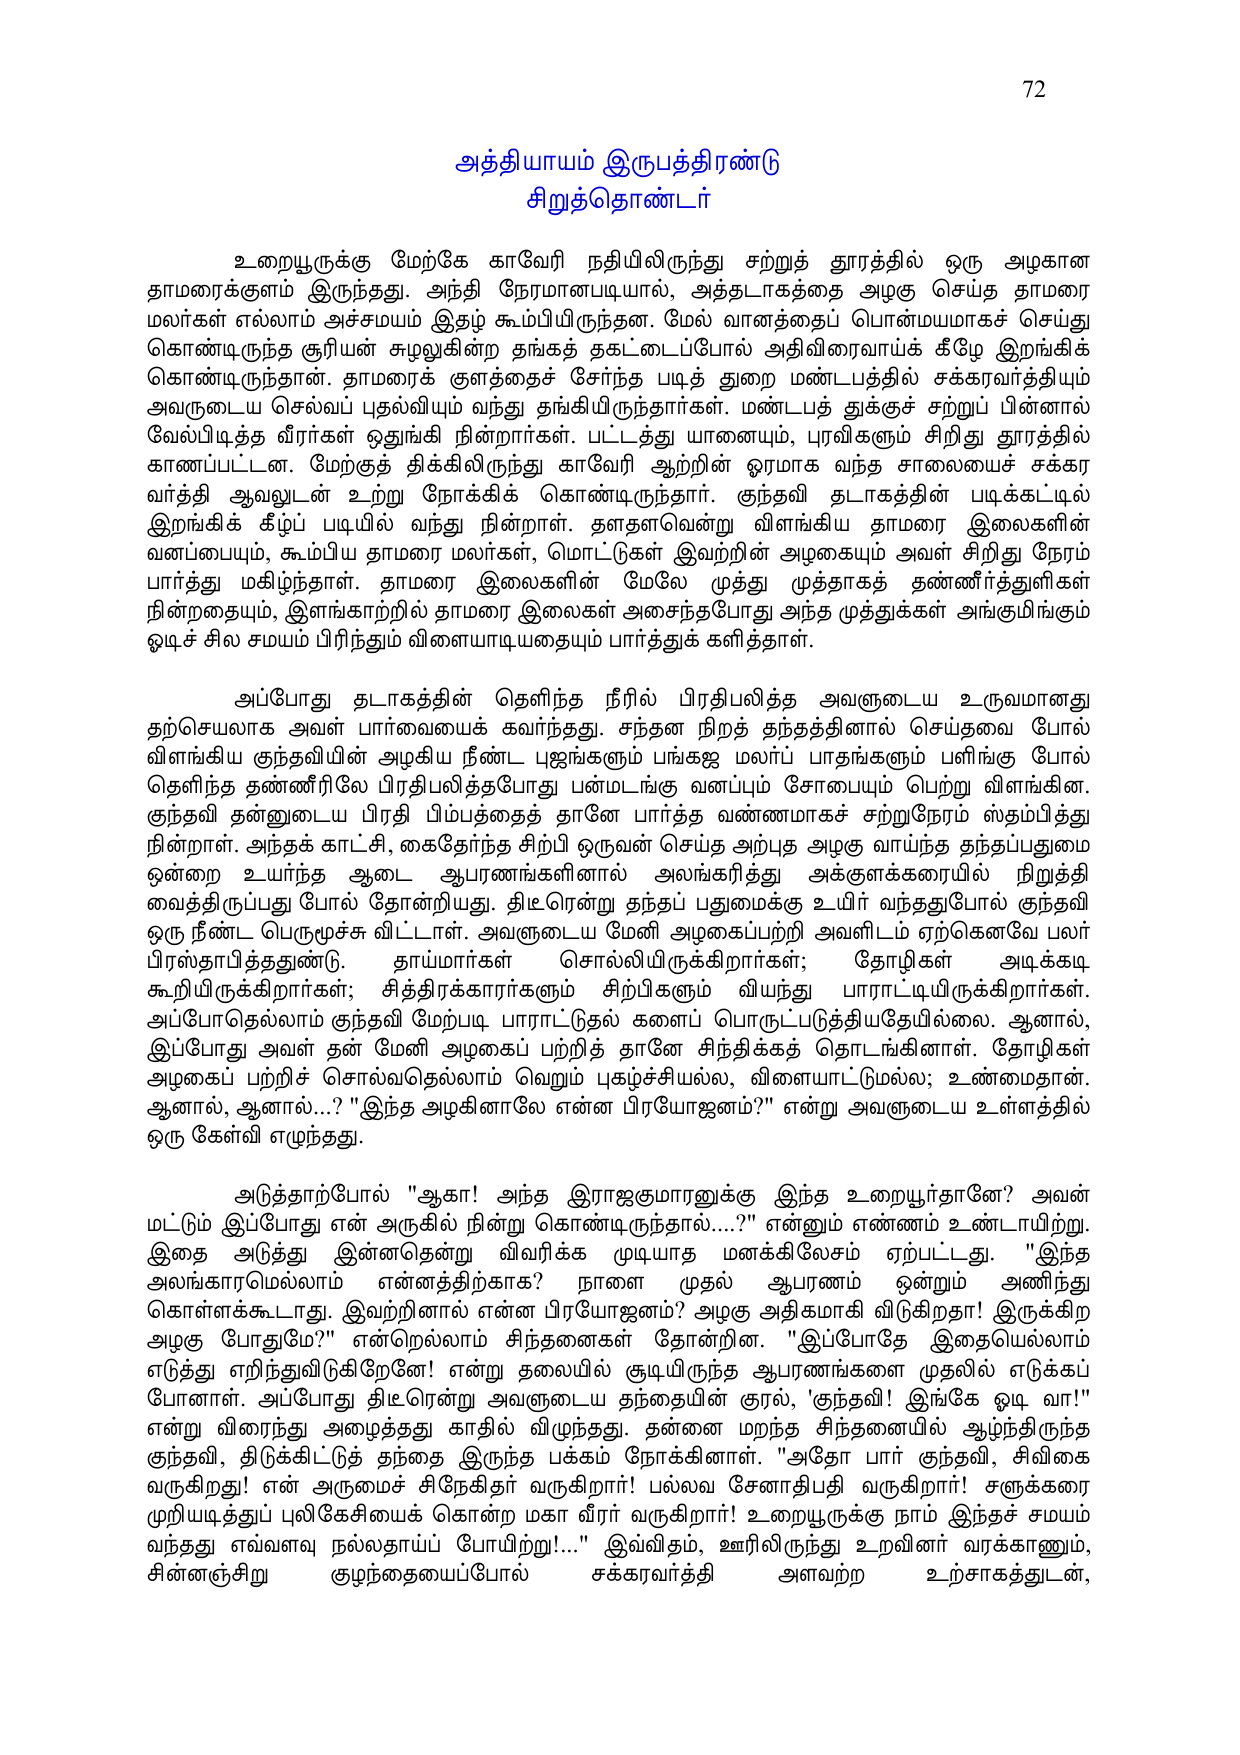 72
அத்தியாயம் இருபத்திரண்டு
சிறுத்தொண்டர்
உறையூருக்கு மேற்கே காவேரி நதியிலிருந்து சற்றுத் தூரத்தில் ஒரு அழகான
தாமரைக்குளம் இருந்தது. அந்தி நேரமானபடியால், அத்தடாகத்தை அழகு செய்த தாமரை
மலர்கள் எல்லாம் அச்சமயம் இதழ் கூம்பியிருந்தன. மேல் வானத்தைப் பொன்மயமாகச் செய்து
கொண்டிருந்த சூரியன் சுழலுகின்ற தங்கத் தகட்டைப்போல் அதிவிரைவாய்க் கீழே இறங்கிக்
கொண்டிருந்தான். தாமரைக் குளத்தைச் சேர்ந்த படித் துறை மண்டபத்தில் சக்கரவர்த்தியும்
அவருடைய செல்வப் புதல்வியும் வந்து தங்கியிருந்தார்கள். மண்டபத் துக்குச் சற்றுப் பின்னால்
வேல்பிடித்த வீரர்கள் ஒதுங்கி நின்றார்கள். பட்டத்து யானையும், புரவிகளும் சிறிது தூரத்தில்
காணப்பட்டன. மேற்குத் திக்கிலிருந்து காவேரி ஆற்றின் ஓரமாக வந்த சாலையைச் சக்கர
வர்த்தி ஆவலுடன் உற்று நோக்கிக் கொண்டிருந்தார். குந்தவி தடாகத்தின் படிக்கட்டில்
இறங்கிக் கீழ்ப் படியில் வந்து நின்றாள். தளதளவென்று விளங்கிய தாமரை இலைகளின்
வனப்பையும், கூம்பிய தாமரை மலர்கள், மொட்டுகள் இவற்றின் அழகையும் அவள் சிறிது நேரம்
பார்த்து மகிழ்ந்தாள். தாமரை இலைகளின் மேலே முத்து முத்தாகத் தண்ணீர்த்துளிகள்
நின்றதையும், இளங்காற்றில் தாமரை இலைகள் அசைந்தபோது அந்த முத்துக்கள் அங்குமிங்கும்
ஓடிச் சில சமயம் பிரிந்தும் விளையாடியதையும் பார்த்துக் களித்தாள்.
அப்போது தடாகத்தின் தெளிந்த நீரில் பிரதிபலித்த அவளுடைய உருவமானது
தற்செயலாக அவள் பார்வையைக் கவர்ந்தது. சந்தன நிறத் தந்தத்தினால் செய்தவை போல்
விளங்கிய குந்தவியின் அழகிய நீண்ட புஜங்களும் பங்கஜ மலர்ப் பாதங்களும் பளிங்கு போல்
தெளிந்த தண்ணீரிலே பிரதிபலித்தபோது பன்மடங்கு வனப்பும் சோபையும் பெற்று விளங்கின.
குந்தவி தன்னுடைய பிரதி பிம்பத்தைத் தானே பார்த்த வண்ணமாகச் சற்றுநேரம் ஸ்தம்பித்து
நின்றாள். அந்தக் காட்சி, கைதேர்ந்த சிற்பி ஒருவன் செய்த அற்புத அழகு வாய்ந்த தந்தப்பதுமை
ஒன்றை உயர்ந்த ஆடை ஆபரணங்களினால் அலங்கரித்து அக்குளக்கரையில் நிறுத்தி
வைத்திருப்பது போல் தோன்றியது. திடீரென்று தந்தப் பதுமைக்கு உயிர் வந்ததுபோல் குந்தவி
ஒரு நீண்ட பெருமூச்சு விட்டாள். அவளுடைய மேனி அழகைப்பற்றி அவளிடம் ஏற்கெனவே பலர்
பிரஸ்தாபித்ததுண்டு. தாய்மார்கள் சொல்லியிருக்கிறார்கள்; தோழிகள் அடிக்கடி
கூறியிருக்கிறார்கள்; சித்திரக்காரர்களும் சிற்பிகளும் வியந்து பாராட்டியிருக்கிறார்கள்.
அப்போதெல்லாம் குந்தவி மேற்படி பாராட்டுதல் களைப் பொருட்படுத்தியதேயில்லை. ஆனால்,
இப்போது அவள் தன் மேனி அழகைப் பற்றித் தானே சிந்திக்கத் தொடங்கினாள். தோழிகள்
அழகைப் பற்றிச் சொல்வதெல்லாம் வெறும் புகழ்ச்சியல்ல, விளையாட்டுமல்ல; உண்மைதான்.
ஆனால், ஆனால்...? "இந்த அழகினாலே என்ன பிரயோஜனம்?" என்று அவளுடைய உள்ளத்தில்
ஒரு கேள்வி எழுந்தது.
அடுத்தாற்போல் "ஆகா! அந்த இராஜகுமாரனுக்கு இந்த உறையூர்தானே? அவன்
மட்டும் இப்போது என் அருகில் நின்று கொண்டிருந்தால்....?" என்னும் எண்ணம் உண்டாயிற்று.
இதை அடுத்து இன்னதென்று விவரிக்க முடியாத மனக்கிலேசம் ஏற்பட்டது. "இந்த
அலங்காரமெல்லாம் என்னத்திற்காக? நாளை முதல் ஆபரணம் ஒன்றும் அணிந்து
கொள்ளக்கூடாது. இவற்றினால் என்ன பிரயோஜனம்? அழகு அதிகமாகி விடுகிறதா! இருக்கிற
அழகு போதுமே?" என்றெல்லாம் சிந்தனைகள் தோன்றின. "இப்போதே இதையெல்லாம்
எடுத்து எறிந்துவிடுகிறேனே! என்று தலையில் சூடியிருந்த ஆபரணங்களை முதலில் எடுக்கப்
போனாள். அப்போது திடீரென்று அவளுடைய தந்தையின் குரல், 'குந்தவி! இங்கே ஓடி வா!"
என்று விரைந்து அழைத்தது காதில் விழுந்தது. தன்னை மறந்த சிந்தனையில் ஆழ்ந்திருந்த
குந்தவி, திடுக்கிட்டுத் தந்தை இருந்த பக்கம் நோக்கினாள். "அதோ பார் குந்தவி, சிவிகை
வருகிறது! என் அருமைச் சிநேகிதர் வருகிறார்! பல்லவ சேனாதிபதி வருகிறார்! சளுக்கரை
முறியடித்துப் புலிகேசியைக் கொன்ற மகா வீரர் வருகிறார்! உறையூருக்கு நாம் இந்தச் சமயம்
வந்தது எவ்வளவு நல்லதாய்ப் போயிற்று!..." இவ்விதம், ஊரிலிருந்து உறவினர் வரக்காணும்,
சின்னஞ்சிறு குழந்தையைப்போல் சக்கரவர்த்தி அளவற்ற உற்சாகத்துடன்,